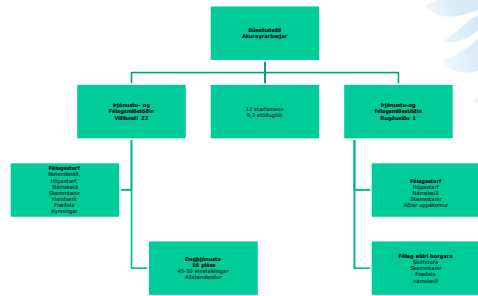 Búsetudeild
Akureyrarbæjar
Þjónustu- og
Félagsmiðstöðin
Víðilundi 22
12 starfsmenn
9,2 stöðugildi
Þjónustu-og
félagsmiðstöðin
Bugðusíðu 1
Félagsstarf
Notendaráð,
Hópastarf,
Námskeið
Skemmtanir
Handverk
Fræðsla
Kynningar
Félagsstarf
Hópastarf
Námskeið
Skemmtanir
Aðrar uppákomur
Dagþjónusta
16 pláss
45-50 einstaklingar
Aðstandendur
Félag eldri borgara
Skrifstofa
Skemmtanir
Fræðsla
námskeið